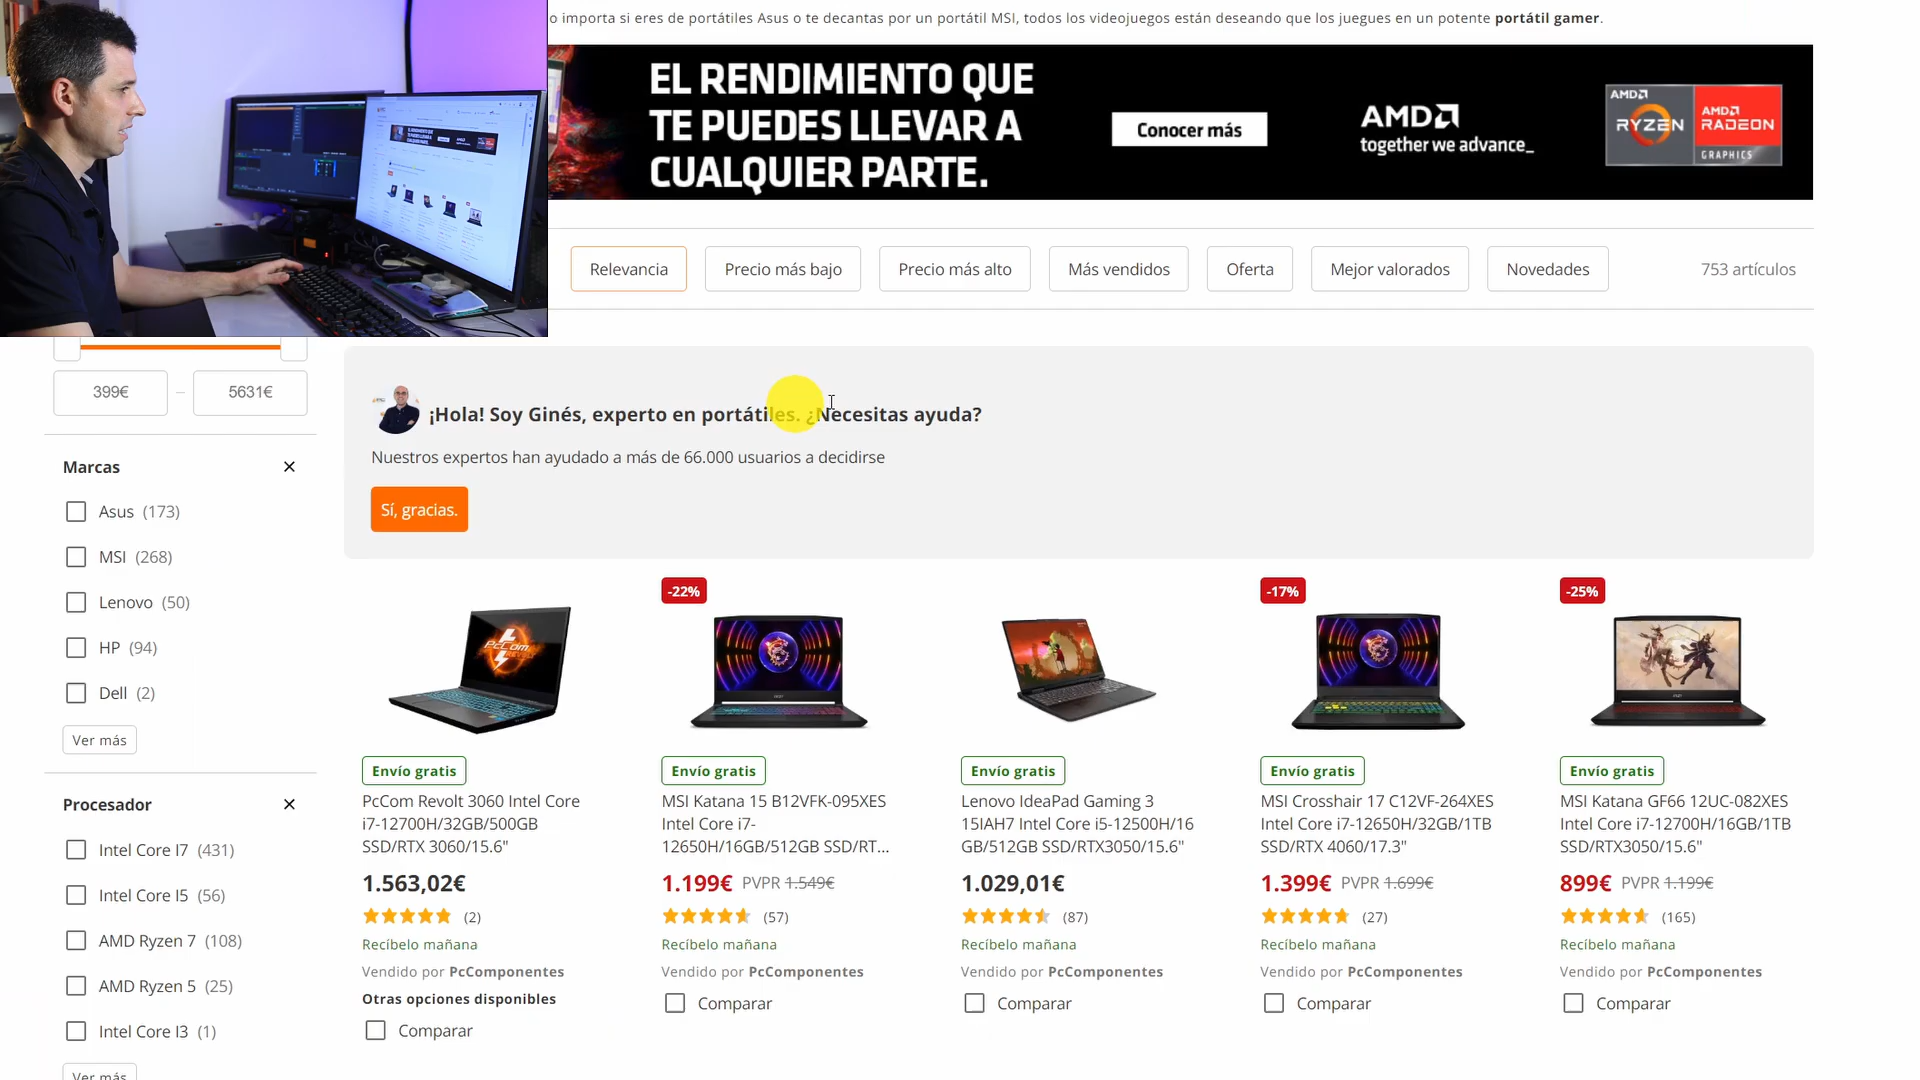 o importa si eres de portátiles Asus o te decantas por un portátil MSI, todos los videojuegos están deseando que los juegues en un potente portátil gamer.
EL RENDIMIENTO QUE
TE PUEDES LLEVAR A
CUALQUIER PARTE.
Conocer más
AMD
together we advance_
AMD
RYZEN
AMD
RADEON
GRAPHICS
Relevancia
Precio más bajo
Precio más alto
Más vendidos
Oferta
Mejor valorados
Novedades
753 artículos
399€ – 5631€
Marcas
Asus (173)
MSI (268)
Lenovo (50)
HP (94)
Dell (2)
Ver más
Procesador
Intel Core I7 (431)
Intel Core I5 (56)
AMD Ryzen 7 (108)
AMD Ryzen 5 (25)
Intel Core I3 (1)
Ver más
¡Hola! Soy Ginés, experto en portátiles. ¿Necesitas ayuda?
Nuestros expertos han ayudado a más de 66.000 usuarios a decidirse
Sí, gracias.
Envío gratis
PcCom Revolt 3060 Intel Core
i7-12700H/32GB/500GB
SSD/RTX 3060/15.6"
1.563,02€
(2)
Recíbelo mañana
Vendido por PcComponentes
Otras opciones disponibles
Comparar
-22%
Envío gratis
MSI Katana 15 B12VFK-095XES
Intel Core i7-
12650H/16GB/512GB SSD/RT...
1.199€ PVPR 1.549€
(57)
Recíbelo mañana
Vendido por PcComponentes
Comparar
Envío gratis
Lenovo IdeaPad Gaming 3
15IAH7 Intel Core i5-12500H/16
GB/512GB SSD/RTX3050/15.6"
1.029,01€
(87)
Recíbelo mañana
Vendido por PcComponentes
Comparar
-17%
Envío gratis
MSI Crosshair 17 C12VF-264XES
Intel Core i7-12650H/32GB/1TB
SSD/RTX 4060/17.3"
1.399€ PVPR 1.699€
(27)
Recíbelo mañana
Vendido por PcComponentes
Comparar
-25%
Envío gratis
MSI Katana GF66 12UC-082XES
Intel Core i7-12700H/16GB/1TB
SSD/RTX3050/15.6"
899€ PVPR 1.199€
(165)
Recíbelo mañana
Vendido por PcComponentes
Comparar